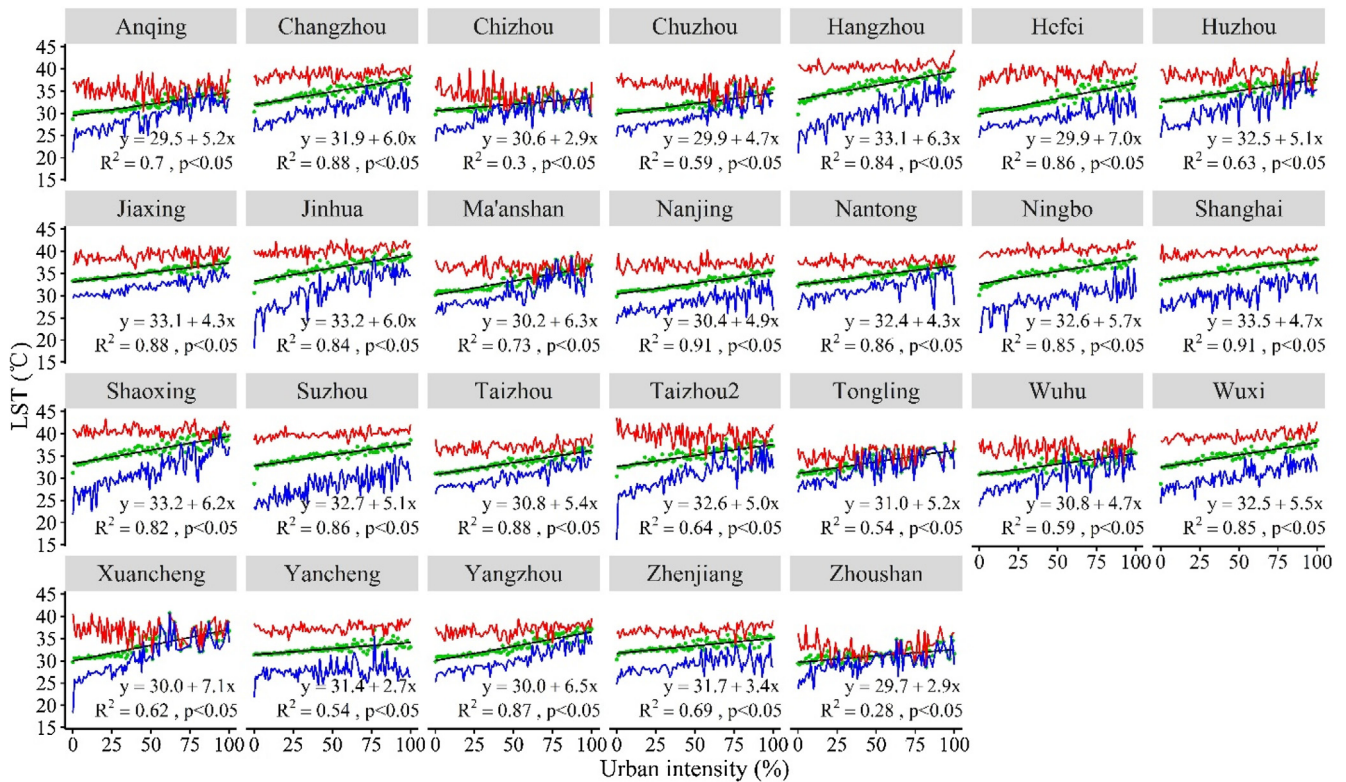 Anqing Changzhou Chizhou Chuzhou Hangzhou Hefei Huzhou
45
40
35
30
25
20
15
y = 29.5 + 5.2x y = 31.9 + 6.0x y = 30.6 + 2.9x y = 29.9 + 4.7x y = 33.1 + 6.3x y = 29.9 + 7.0x y = 32.5 + 5.1x
R² = 0.7 , p<0.05 R² = 0.88 , p<0.05 R² = 0.3 , p<0.05 R² = 0.59 , p<0.05 R² = 0.84 , p<0.05 R² = 0.86 , p<0.05 R² = 0.63 , p<0.05
Jiaxing Jinhua Ma'anshan Nanjing Nantong Ningbo Shanghai
45
40
35
30
25
20
15
y = 33.1 + 4.3x y = 33.2 + 6.0x y = 30.2 + 6.3x y = 30.4 + 4.9x y = 32.4 + 4.3x y = 32.6 + 5.7x y = 33.5 + 4.7x
R² = 0.88 , p<0.05 R² = 0.84 , p<0.05 R² = 0.73 , p<0.05 R² = 0.91 , p<0.05 R² = 0.86 , p<0.05 R² = 0.85 , p<0.05 R² = 0.91 , p<0.05
LST (℃)
Shaoxing Suzhou Taizhou Taizhou2 Tongling Wuhu Wuxi
45
40
35
30
25
20
15
y = 33.2 + 6.2x y = 32.7 + 5.1x y = 30.8 + 5.4x y = 32.6 + 5.0x y = 31.0 + 5.2x y = 30.8 + 4.7x y = 32.5 + 5.5x
R² = 0.82 , p<0.05 R² = 0.86 , p<0.05 R² = 0.88 , p<0.05 R² = 0.64 , p<0.05 R² = 0.54 , p<0.05 R² = 0.59 , p<0.05 R² = 0.85 , p<0.05
0 25 50 75 100 0 25 50 75 100
Xuancheng Yancheng Yangzhou Zhenjiang Zhoushan
45
40
35
30
25
20
15
y = 30.0 + 7.1x y = 31.4 + 2.7x y = 30.0 + 6.5x y = 31.7 + 3.4x y = 29.7 + 2.9x
R² = 0.62 , p<0.05 R² = 0.54 , p<0.05 R² = 0.87 , p<0.05 R² = 0.69 , p<0.05 R² = 0.28 , p<0.05
0 25 50 75 100 0 25 50 75 100 0 25 50 75 100 0 25 50 75 100 0 25 50 75 100
Urban intensity (%)